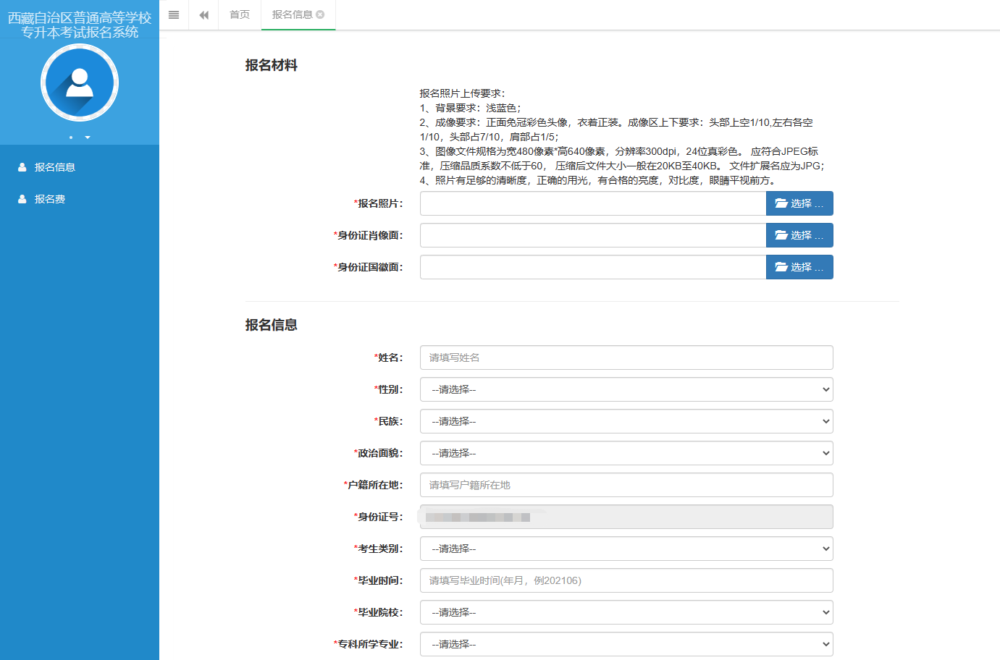 西藏自治区普通高等学校
专升本考试报名系统
首页
报名信息
报名信息
报名费
报名材料
报名照片上传要求：
1、背景要求：浅蓝色；
2、成像要求：正面免冠彩色头像，衣着正装。成像区上下要求：头部上空1/10,左右各空
1/10，头部占7/10，肩部占1/5；
3、图像文件规格为宽480像素*高640像素，分辨率300dpi，24位真彩色。 应符合JPEG标
准，压缩品质系数不低于60， 压缩后文件大小一般在20KB至40KB。 文件扩展名应为JPG；
4、照片有足够的清晰度，正确的用光，有合格的亮度，对比度，眼睛平视前方。
*报名照片： 选择 ...
*身份证肖像面： 选择 ...
*身份证国徽面： 选择 ...
报名信息
*姓名： 请填写姓名
*性别： --请选择--
*民族： --请选择--
*政治面貌： --请选择--
*户籍所在地： 请填写户籍所在地
*身份证号：
*考生类别： --请选择--
*毕业时间： 请填写毕业时间(年月，例202106)
*毕业院校： --请选择--
*专科所学专业： --请选择--